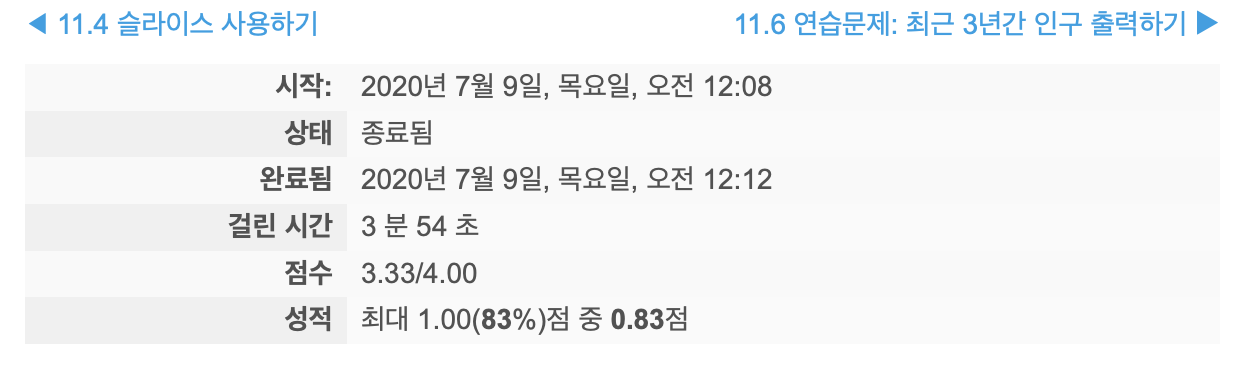 ◀ 11.4 슬라이스 사용하기
11.6 연습문제: 최근 3년간 인구 출력하기 ▶
시작: 2020년 7월 9일, 목요일, 오전 12:08
상태 종료됨
완료됨 2020년 7월 9일, 목요일, 오전 12:12
걸린 시간 3 분 54 초
점수 3.33/4.00
성적 최대 1.00(83%)점 중 0.83점